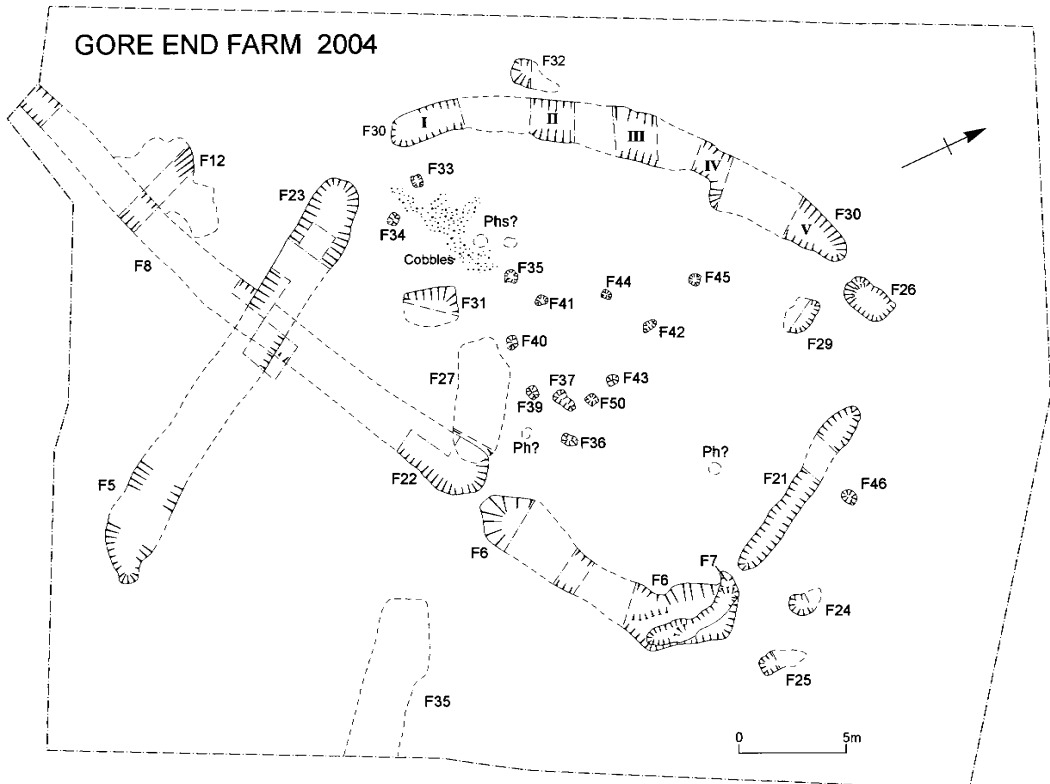 GORE END FARM 2004
F32
I
II
III
IV
V
F30
F12
F33
F23
F30
Phs?
F34
F8
Cobbles
F35
F44
F45
F26
F31
F41
F42
F29
F40
F27
F37
F43
F39
F50
Ph?
F36
Ph?
F22
F21
F5
F46
F6
F7
F6
F24
F25
F35
0
5m